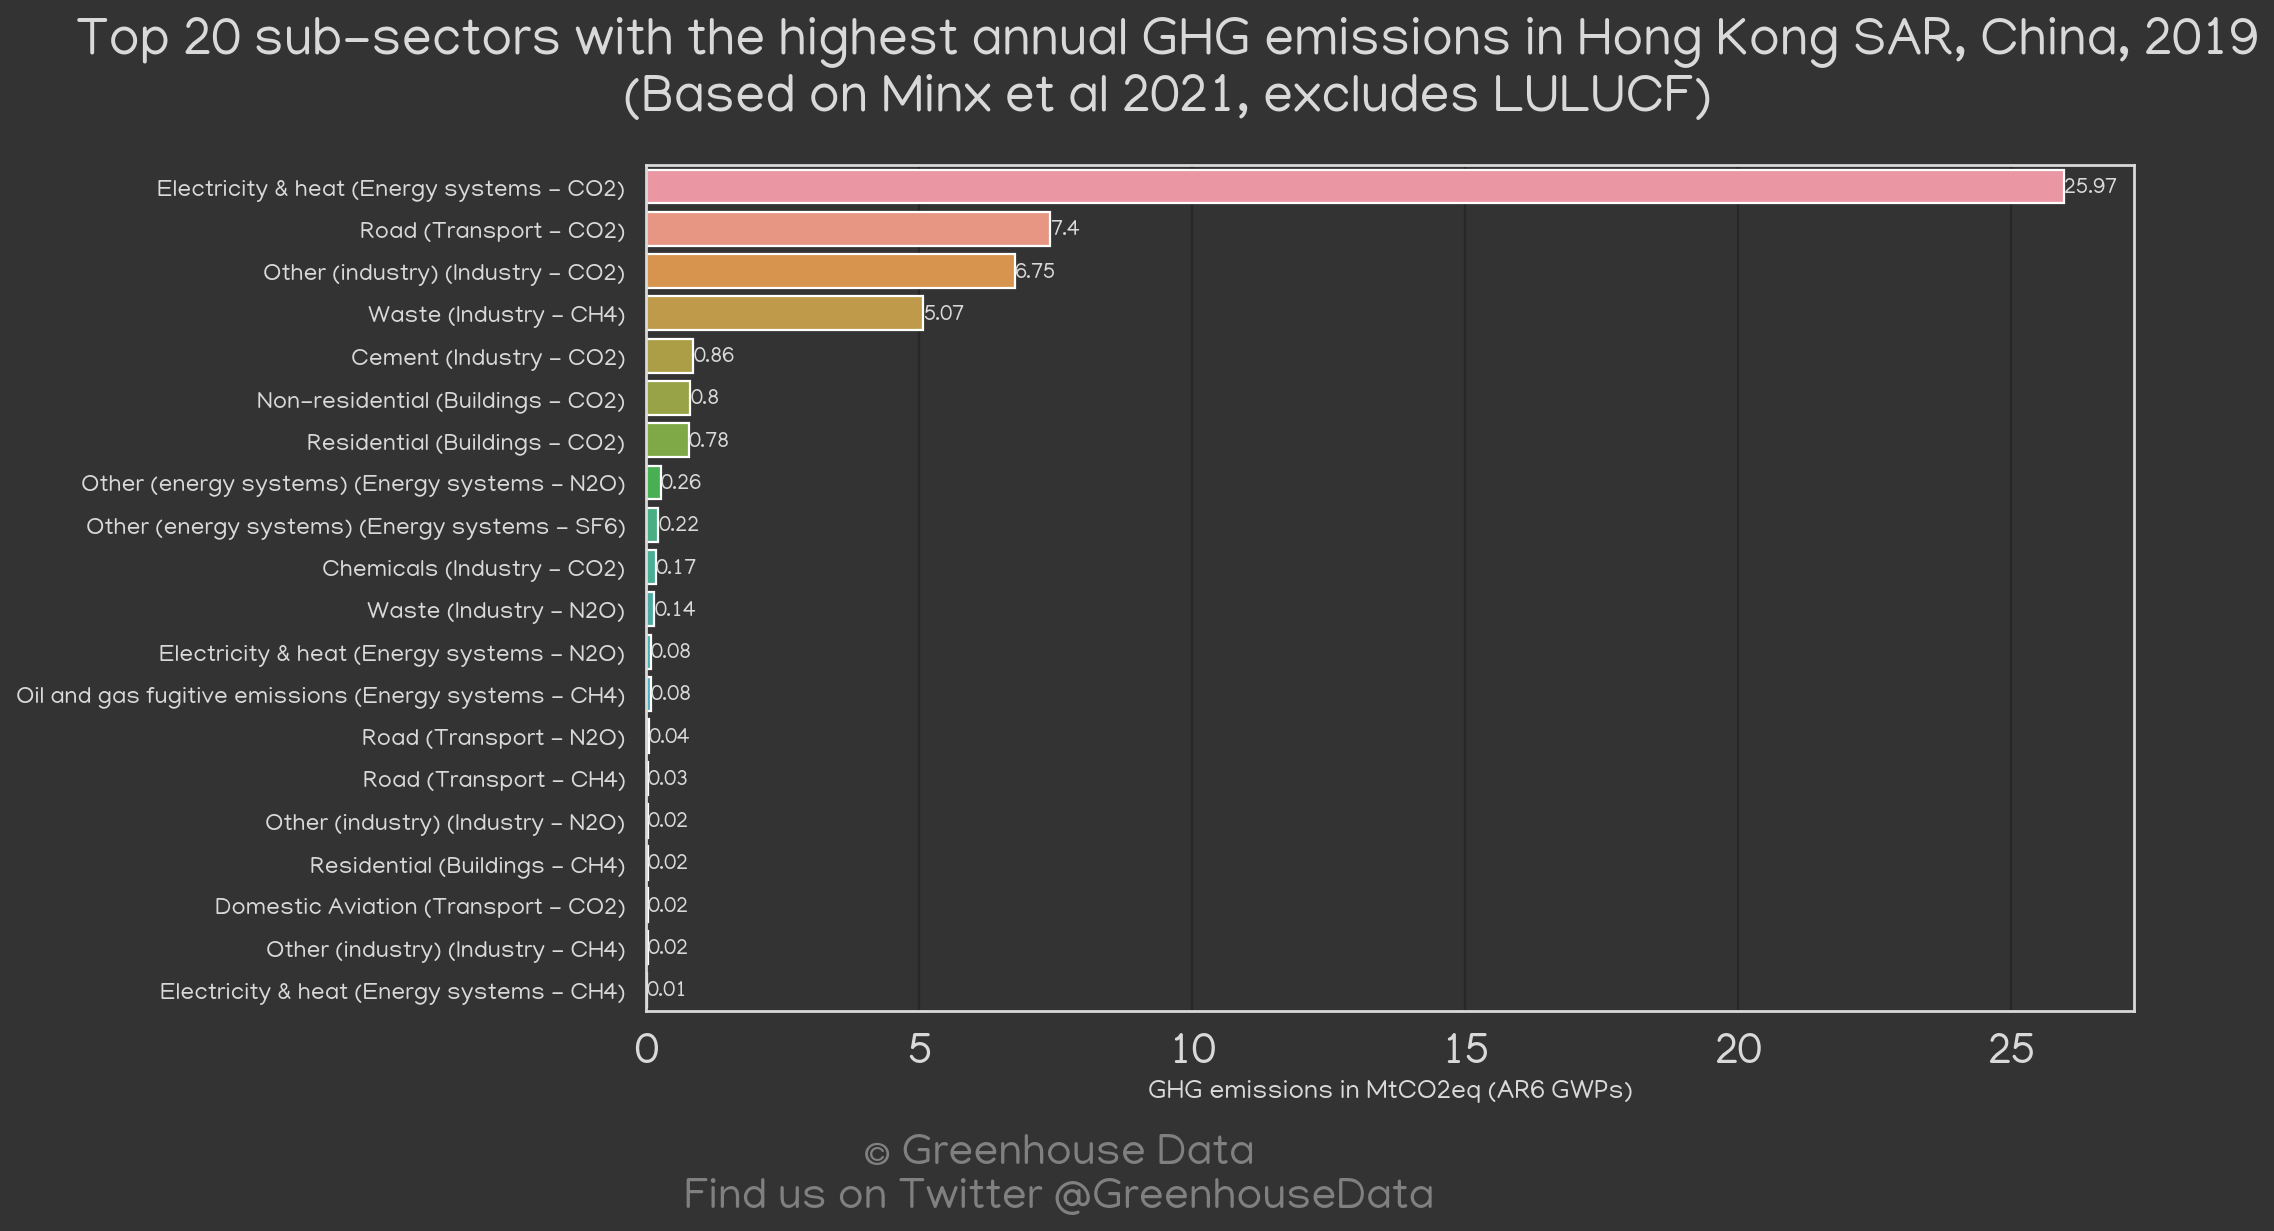 Top 20 sub-sectors with the highest annual GHG emissions in Hong Kong SAR, China, 2019
(Based on Minx et al 2021, excludes LULUCF)
Electricity & heat (Energy systems - CO2) 25.97
Road (Transport - CO2) 7.4
Other (industry) (Industry - CO2) 6.75
Waste (Industry - CH4) 5.07
Cement (Industry - CO2) 0.86
Non-residential (Buildings - CO2) 0.8
Residential (Buildings - CO2) 0.78
Other (energy systems) (Energy systems - N2O) 0.26
Other (energy systems) (Energy systems - SF6) 0.22
Chemicals (Industry - CO2) 0.17
Waste (Industry - N2O) 0.14
Electricity & heat (Energy systems - N2O) 0.08
Oil and gas fugitive emissions (Energy systems - CH4) 0.08
Road (Transport - N2O) 0.04
Road (Transport - CH4) 0.03
Other (industry) (Industry - N2O) 0.02
Residential (Buildings - CH4) 0.02
Domestic Aviation (Transport - CO2) 0.02
Other (industry) (Industry - CH4) 0.02
Electricity & heat (Energy systems - CH4) 0.01
0 5 10 15 20 25
GHG emissions in MtCO2eq (AR6 GWPs)
© Greenhouse Data
Find us on Twitter @GreenhouseData